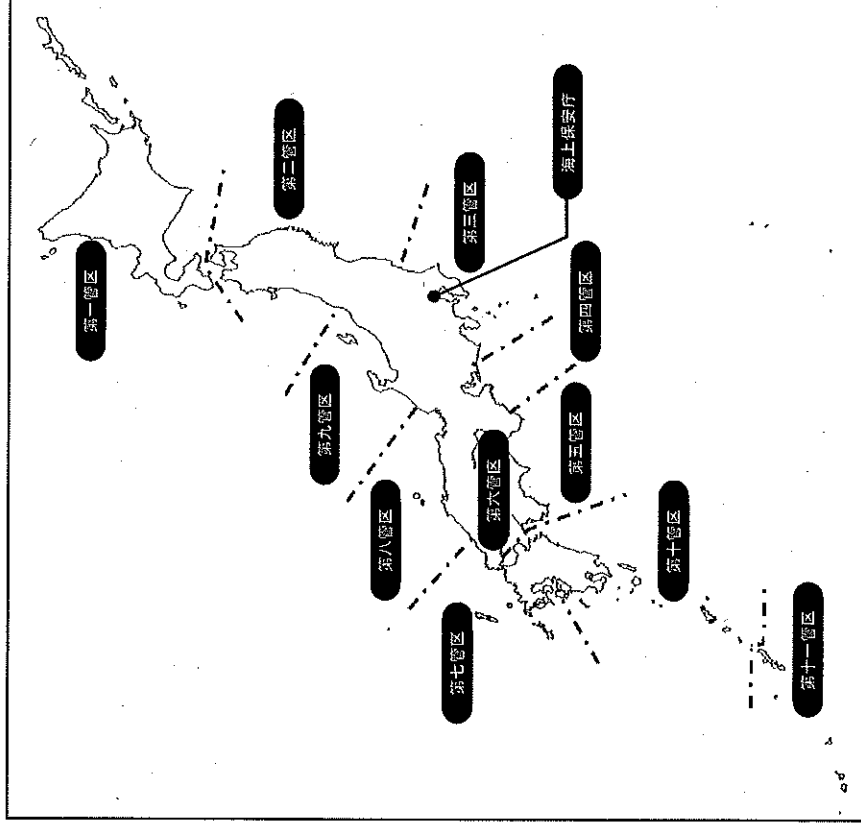 第一管区
第二管区
第三管区
海上保安庁
第四管区
第五管区
第六管区
第七管区
第八管区
第九管区
第十管区
第十一管区